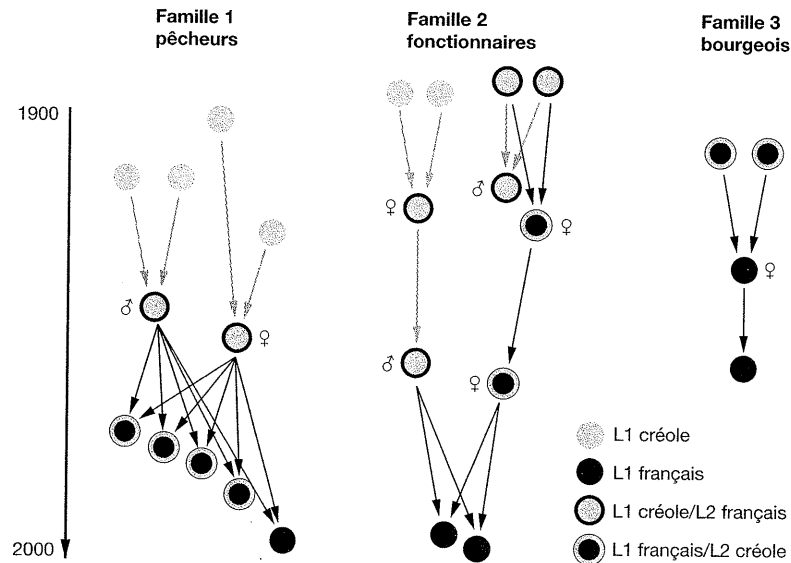 Famille 1
pêcheurs
Famille 2
fonctionnaires
Famille 3
bourgeois
1900
♂
♀
♀
♂
♂
♀
♀
♀
2000
L1 créole
L1 français
L1 créole/L2 français
L1 français/L2 créole